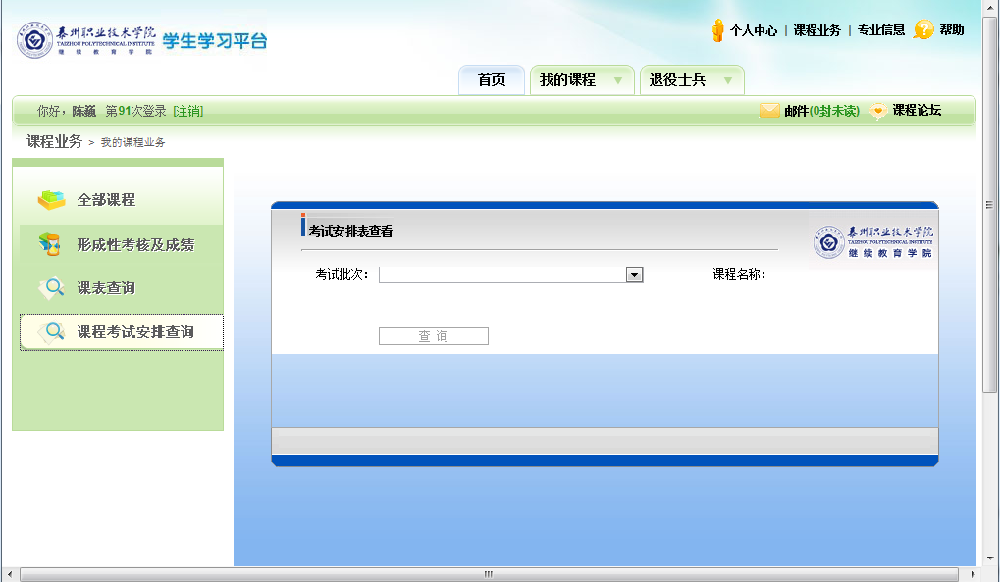 泰州职业技术学院
TAIZHOU POLYTECHNICAL INSTITUTE
继续教育学院
学生学习平台
个人中心 | 课程业务 | 专业信息 帮助
首页 我的课程 退役士兵
你好，陈巍 第91次登录 [注销] 邮件(0封未读) 课程论坛
课程业务 > 我的课程业务
全部课程
形成性考核及成绩
课表查询
课程考试安排查询
考试安排表查看
泰州职业技术学院
TAIZHOU POLYTECHNICAL INSTITUTE
继续教育学院
考试批次： 课程名称：
查 询